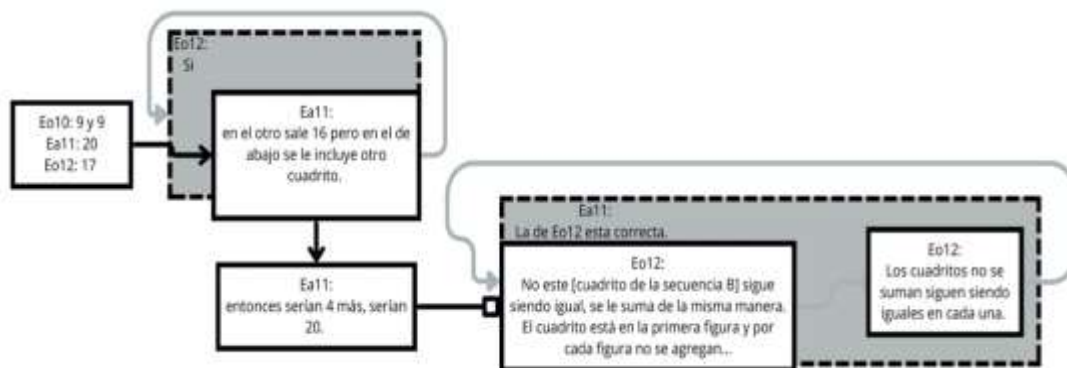 Eo12:
Si
Eo10: 9 y 9
Ea11: 20
Eo12: 17
Ea11:
en el otro sale 16 pero en el de
abajo se le incluye otro
cuadrito.
Ea11:
entonces serían 4 más, serían
20.
Ea11:
La de Eo12 esta correcta.
Eo12:
No este [cuadrito de la secuencia B] sigue
siendo igual, se le suma de la misma manera.
El cuadrito está en la primera figura y por
cada figura no se agregan...
Eo12:
Los cuadritos no se
suman siguen siendo
iguales en cada una.